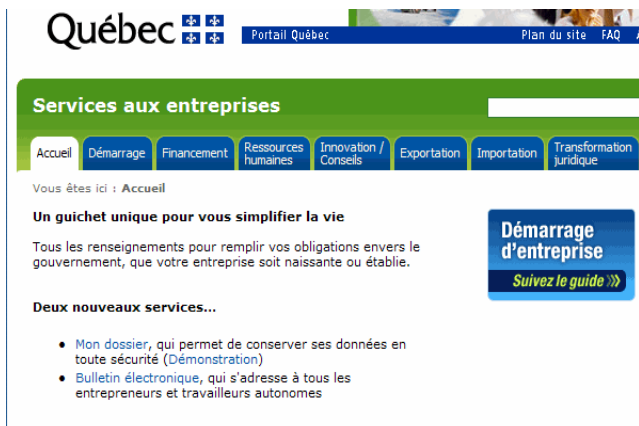 Québec
Portail Québec Plan du site FAQ
Services aux entreprises
Accueil Démarrage Financement Ressources humaines Innovation / Conseils Exportation Importation Transformation juridique
Vous êtes ici : Accueil
Un guichet unique pour vous simplifier la vie
Tous les renseignements pour remplir vos obligations envers le
gouvernement, que votre entreprise soit naissante ou établie.
Démarrage
d'entreprise
Suivez le guide »»
Deux nouveaux services...
• Mon dossier, qui permet de conserver ses données en
toute sécurité (Démonstration)
• Bulletin électronique, qui s'adresse à tous les
entrepreneurs et travailleurs autonomes